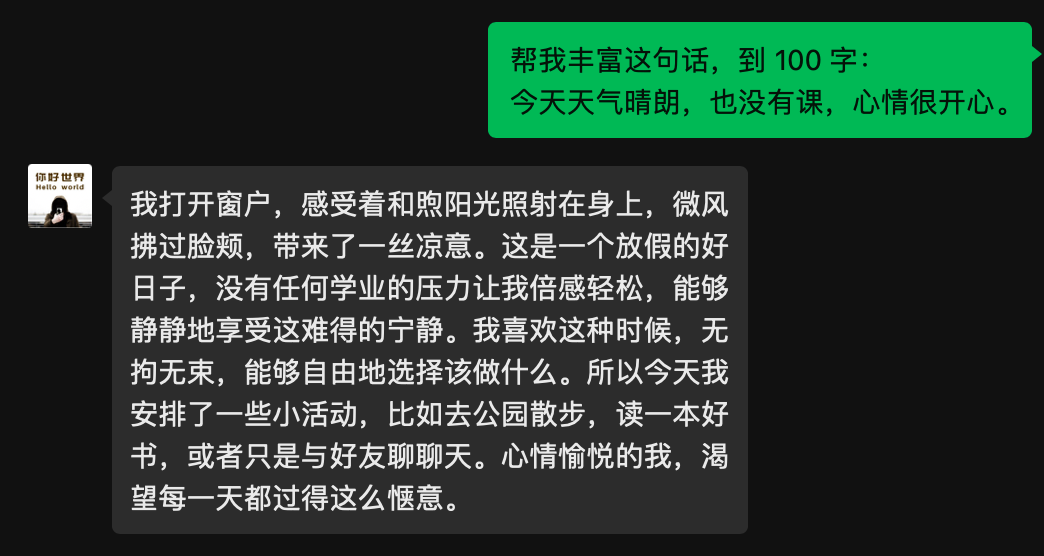 帮我丰富这句话，到 100 字：
今天天气晴朗，也没有课，心情很开心。
你好世界
Hello world
我打开窗户，感受着和煦阳光照射在身上，微风
拂过脸颊，带来了一丝凉意。这是一个放假的好
日子，没有任何学业的压力让我倍感轻松，能够
静静地享受这难得的宁静。我喜欢这种时候，无
拘无束，能够自由地选择该做什么。所以今天我
安排了一些小活动，比如去公园散步，读一本好
书，或者只是与好友聊聊天。心情愉悦的我，渴
望每一天都过得这么惬意。